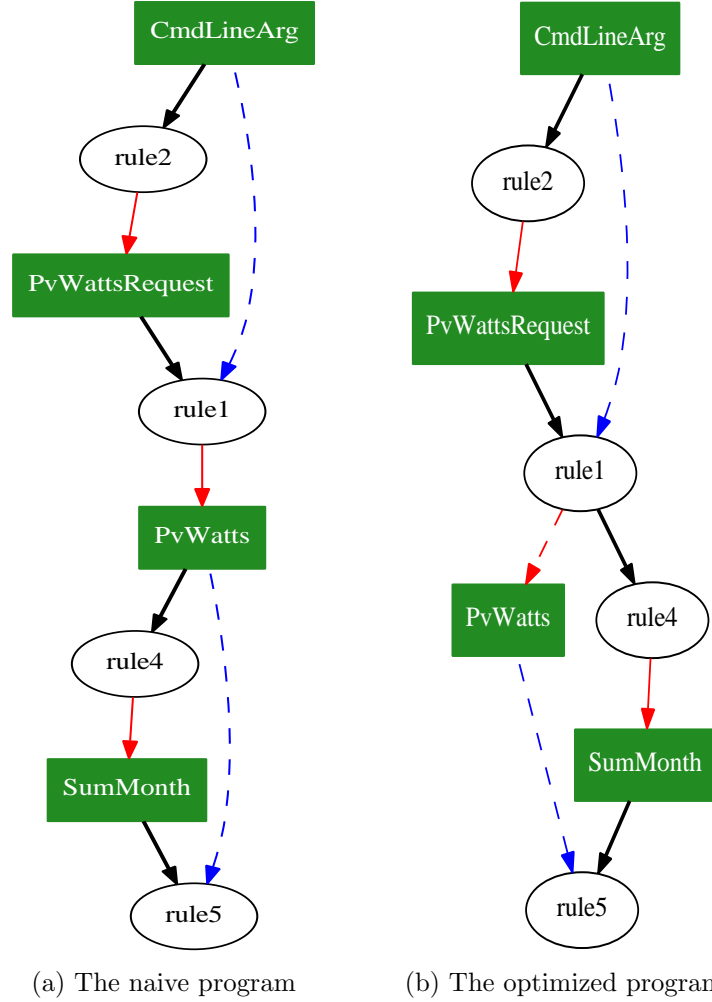 CmdLineArg
rule2
PvWattsRequest
rule1
PvWatts
rule4
SumMonth
rule5
(a) The naive program
CmdLineArg
rule2
PvWattsRequest
rule1
PvWatts
rule4
SumMonth
rule5
(b) The optimized program